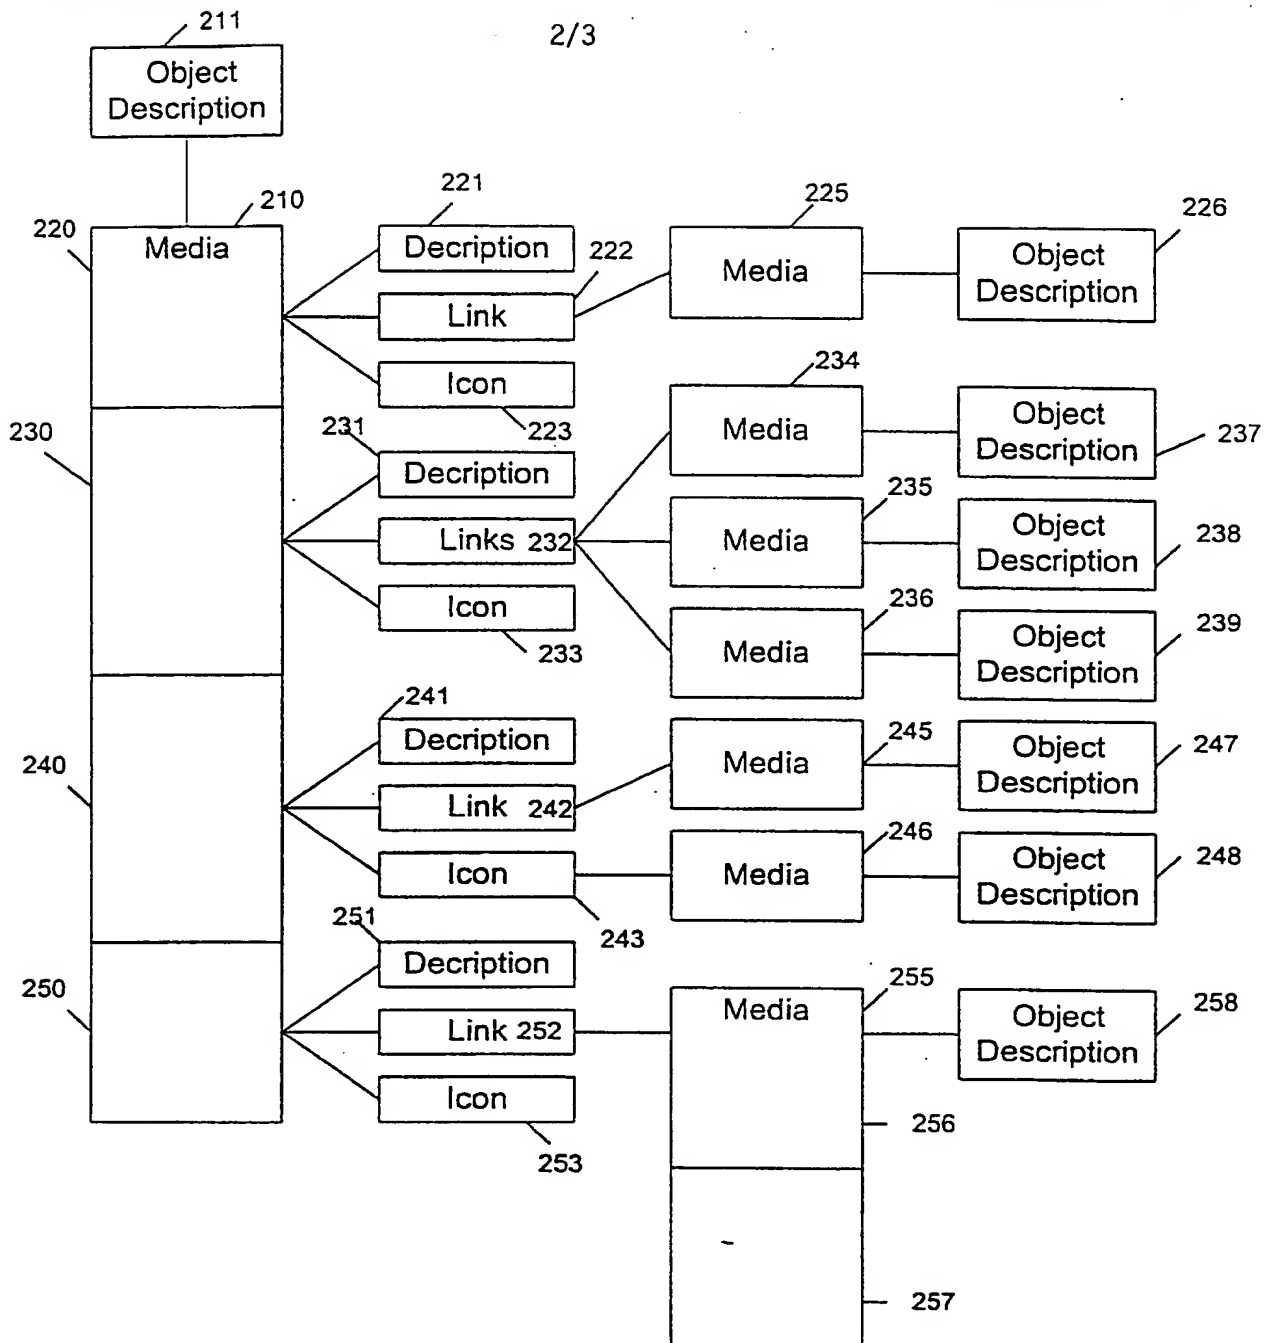 211
2/3
Object
Description
210
220
Media
221
Decription
222
Link
Icon
223
225
Media
226
Object
Description
230
231
Decription
Links 232
Icon
233
234
Media
Object
Description
237
235
Media
Object
Description
238
236
Media
Object
Description
239
240
241
Decription
Link 242
Icon
243
245
Media
Object
Description
247
246
Media
Object
Description
248
250
251
Decription
Link 252
Icon
253
255
Media
Object
Description
258
256
257